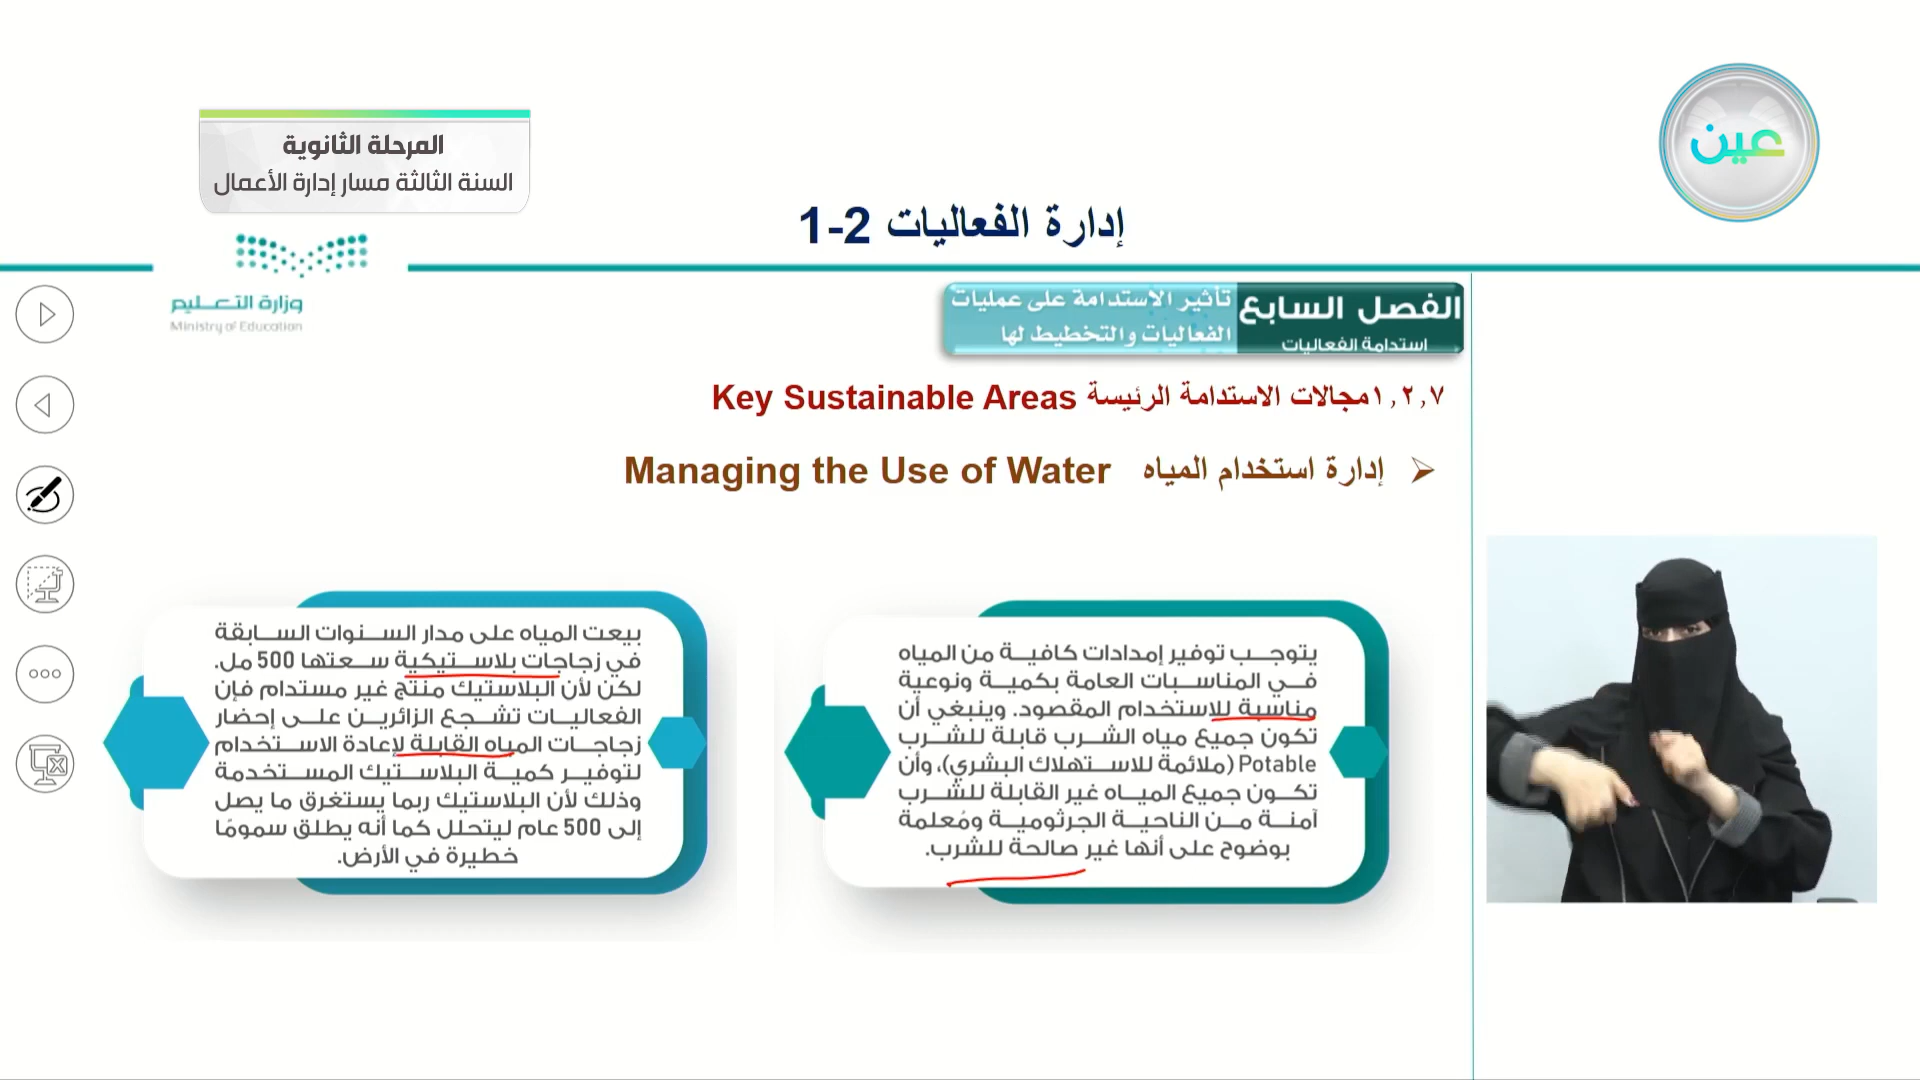 المرحلة الثانوية
السنة الثالثة مسار إدارة الأعمال
عين
إدارة الفعاليات 2-1
وزارة التعليم
Ministry of Education
الفصل السابع
استدامة الفعاليات
تأثير الاستدامة على عمليات
الفعاليات والتخطيط لها
١,٢,٧مجالات الاستدامة الرئيسة Key Sustainable Areas
إدارة استخدام المياه Managing the Use of Water
يتوجب توفير إمدادات كافية من المياه
في المناسبات العامة بكمية ونوعية
مناسبة للاستخدام المقصود. وينبغي أن
تكون جميع مياه الشرب قابلة للشرب
Potable (ملائمة للاستهلاك البشري)، وأن
تكون جميع المياه غير القابلة للشرب
آمنة من الناحية الجرثومية ومُعلمة
بوضوح على أنها غير صالحة للشرب.
بيعت المياه على مدار السنوات السابقة
في زجاجات بلاستيكية سعتها 500 مل.
لكن لأن البلاستيك منتج غير مستدام فإن
الفعاليات تشجع الزائرين على إحضار
زجاجات المياه القابلة لإعادة الاستخدام
لتوفير كمية البلاستيك المستخدمة
وذلك لأن البلاستيك ربما يستغرق ما يصل
إلى 500 عام ليتحلل كما أنه يطلق سمومًا
خطيرة في الأرض.